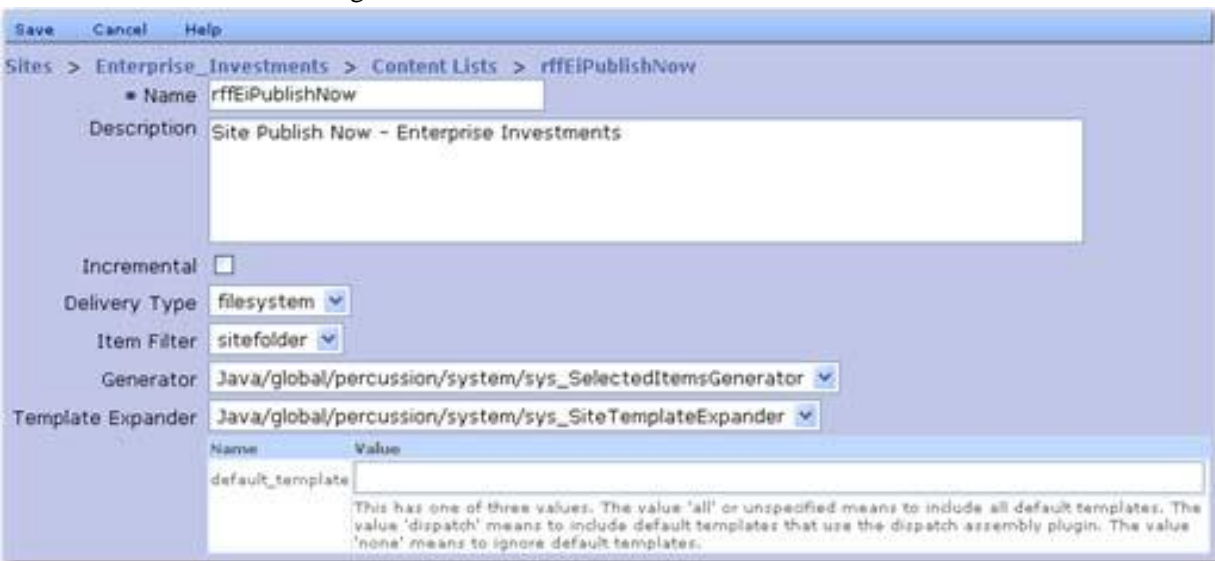 Save Cancel Help
Sites > Enterprise_Investments > Content Lists > rffEiPublishNow
Name rffEiPublishNow
Description Site Publish Now - Enterprise Investments
Incremental
Delivery Type filesystem
Item Filter sitefolder
Generator Java/global/percussion/system/sys_SelectedItemsGenerator
Template Expander Java/global/percussion/system/sys_SiteTemplateExpander
Name Value
default_template
This has one of three values. The value 'all' or unspecified means to include all default templates. The
value 'dispatch' means to include default templates that use the dispatch assembly plugin. The value
'none' means to ignore default templates.